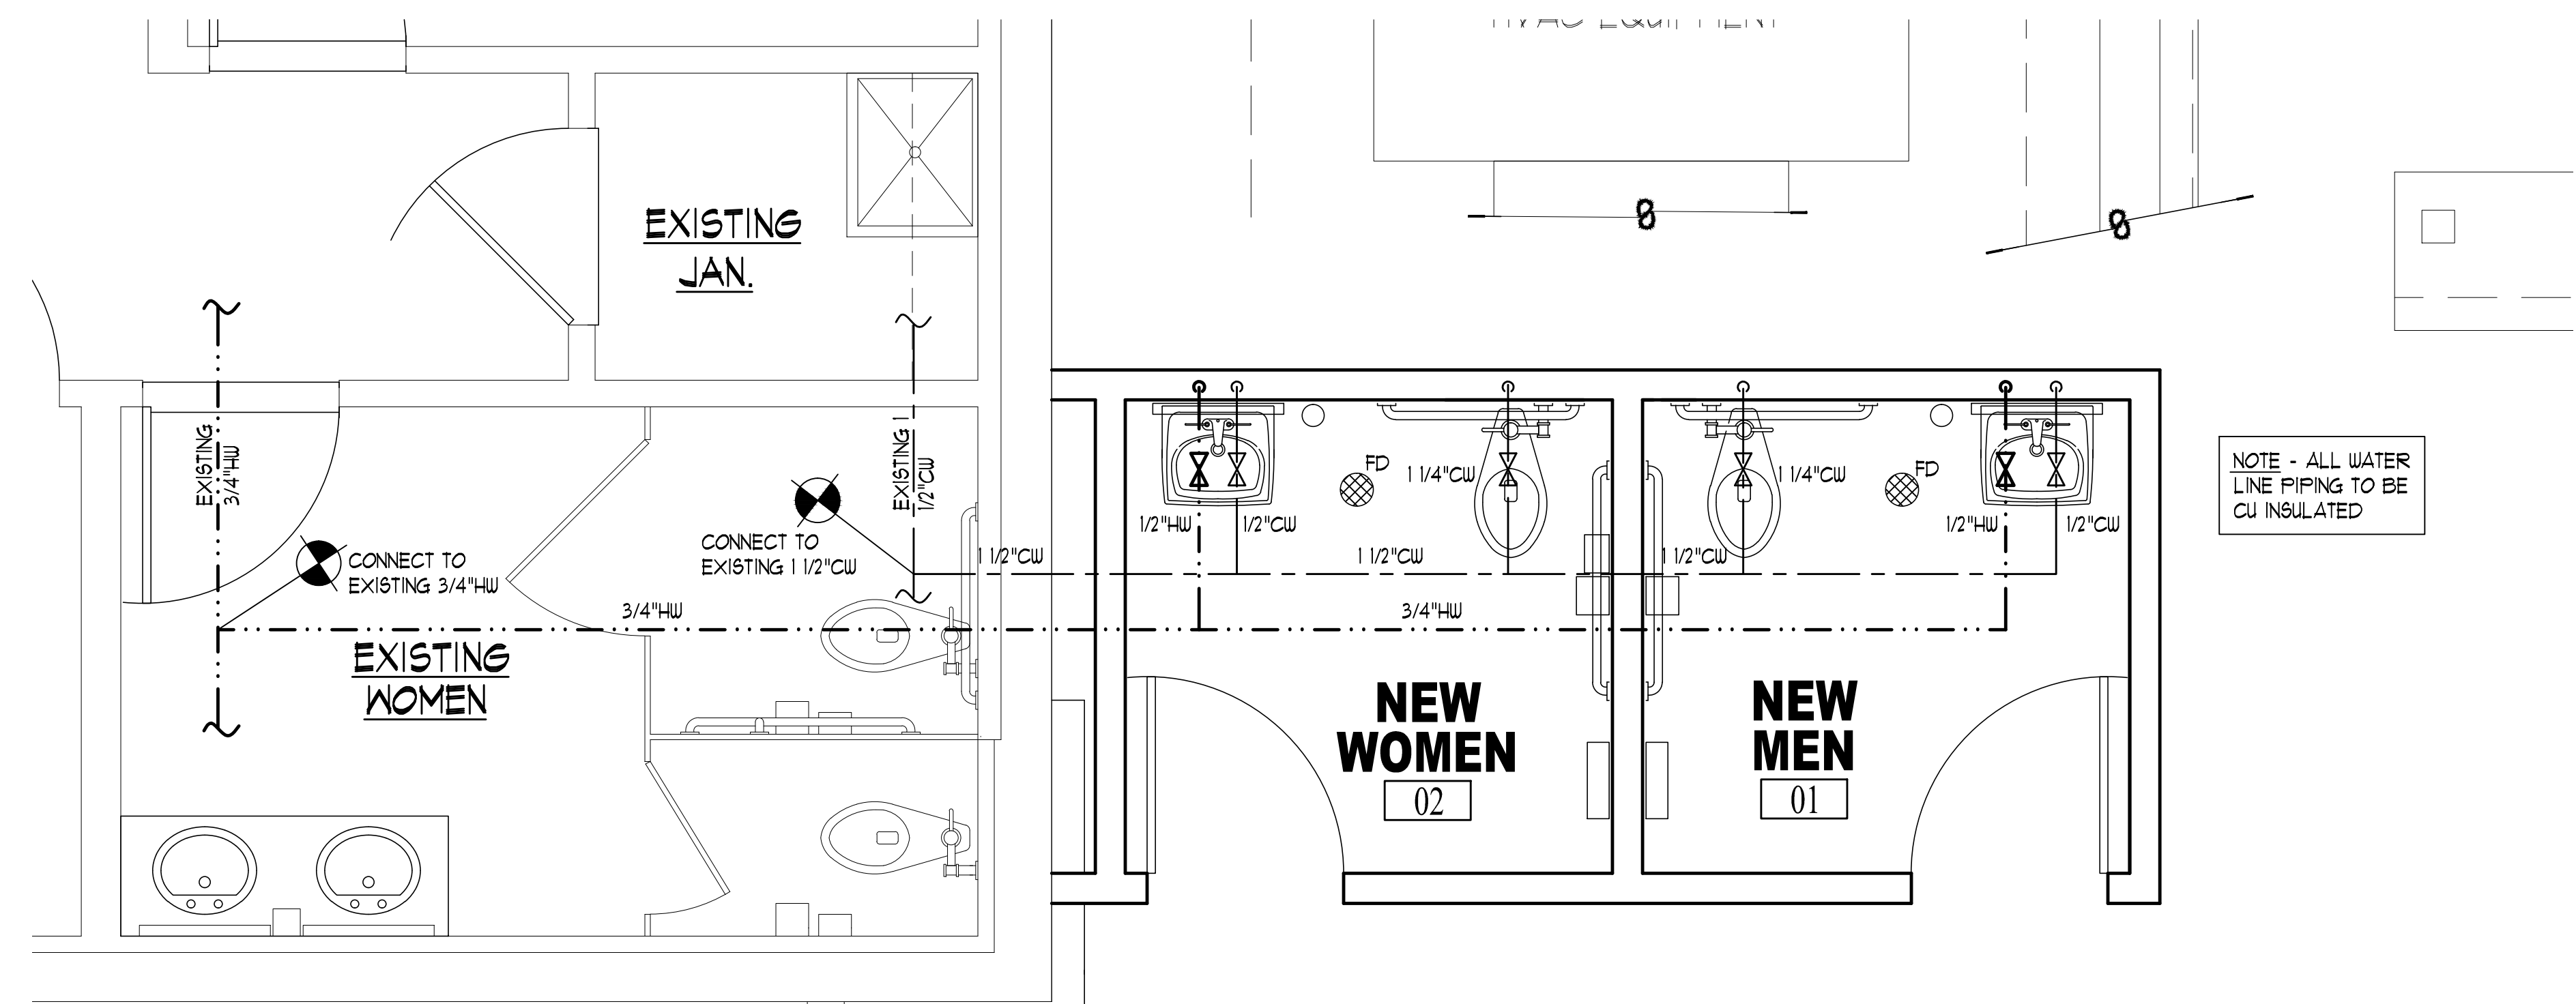 HVAC EQUIPMENT
EXISTING
JAN.
EXISTING
3/4"HW
EXISTING 1
1/2"CW
CONNECT TO
EXISTING 3/4"HW
CONNECT TO
EXISTING 1 1/2"CW
3/4"HW
EXISTING
WOMEN
1 1/2"CW
1/2"HW
1/2"CW
FD
1 1/4"CW
1 1/2"CW
3/4"HW
NEW
WOMEN
02
1 1/4"CW
1 1/2"CW
FD
1/2"HW
1/2"CW
NEW
MEN
01
NOTE - ALL WATER
LINE PIPING TO BE
CU INSULATED